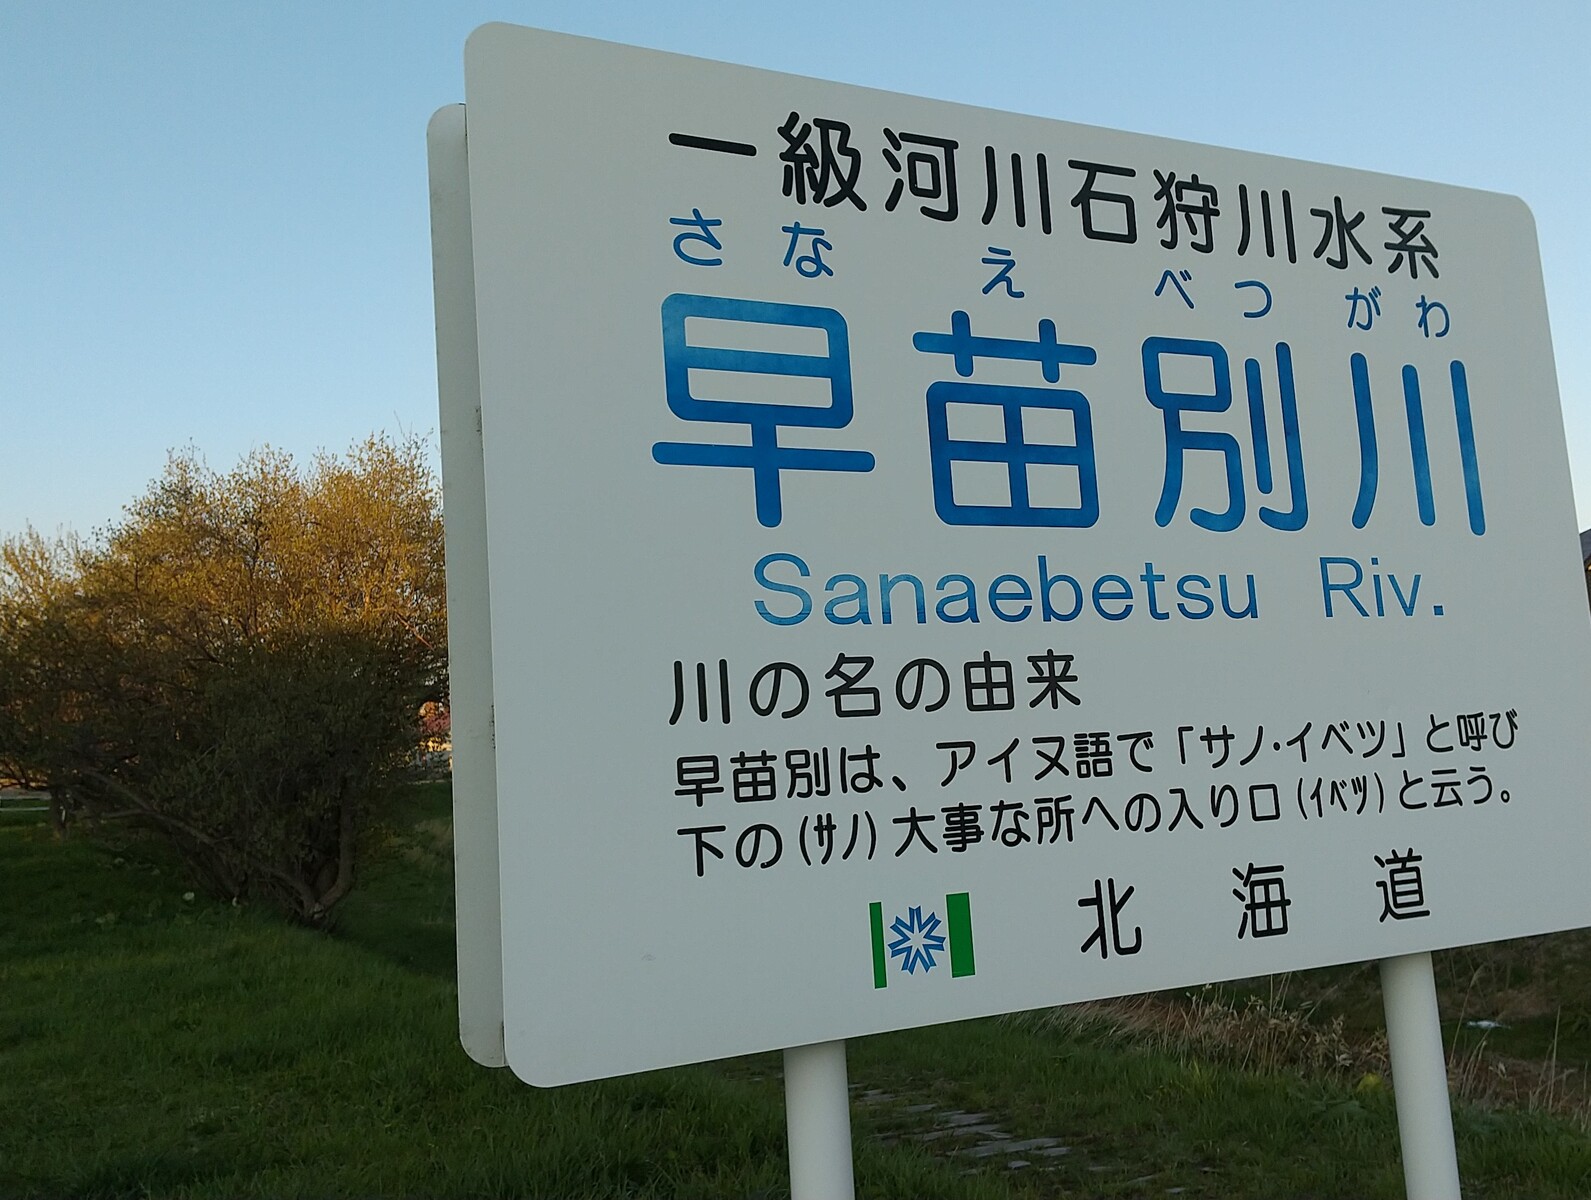 一級河川石狩川水系
さなえべつがわ
早苗別川
Sanaebetsu Riv.
川の名の由来
早苗別は、アイヌ語で「サノ・イベツ」と呼び
下の(ｻﾉ)大事な所への入り口(ｲﾍﾞﾂ)と云う。
北海道